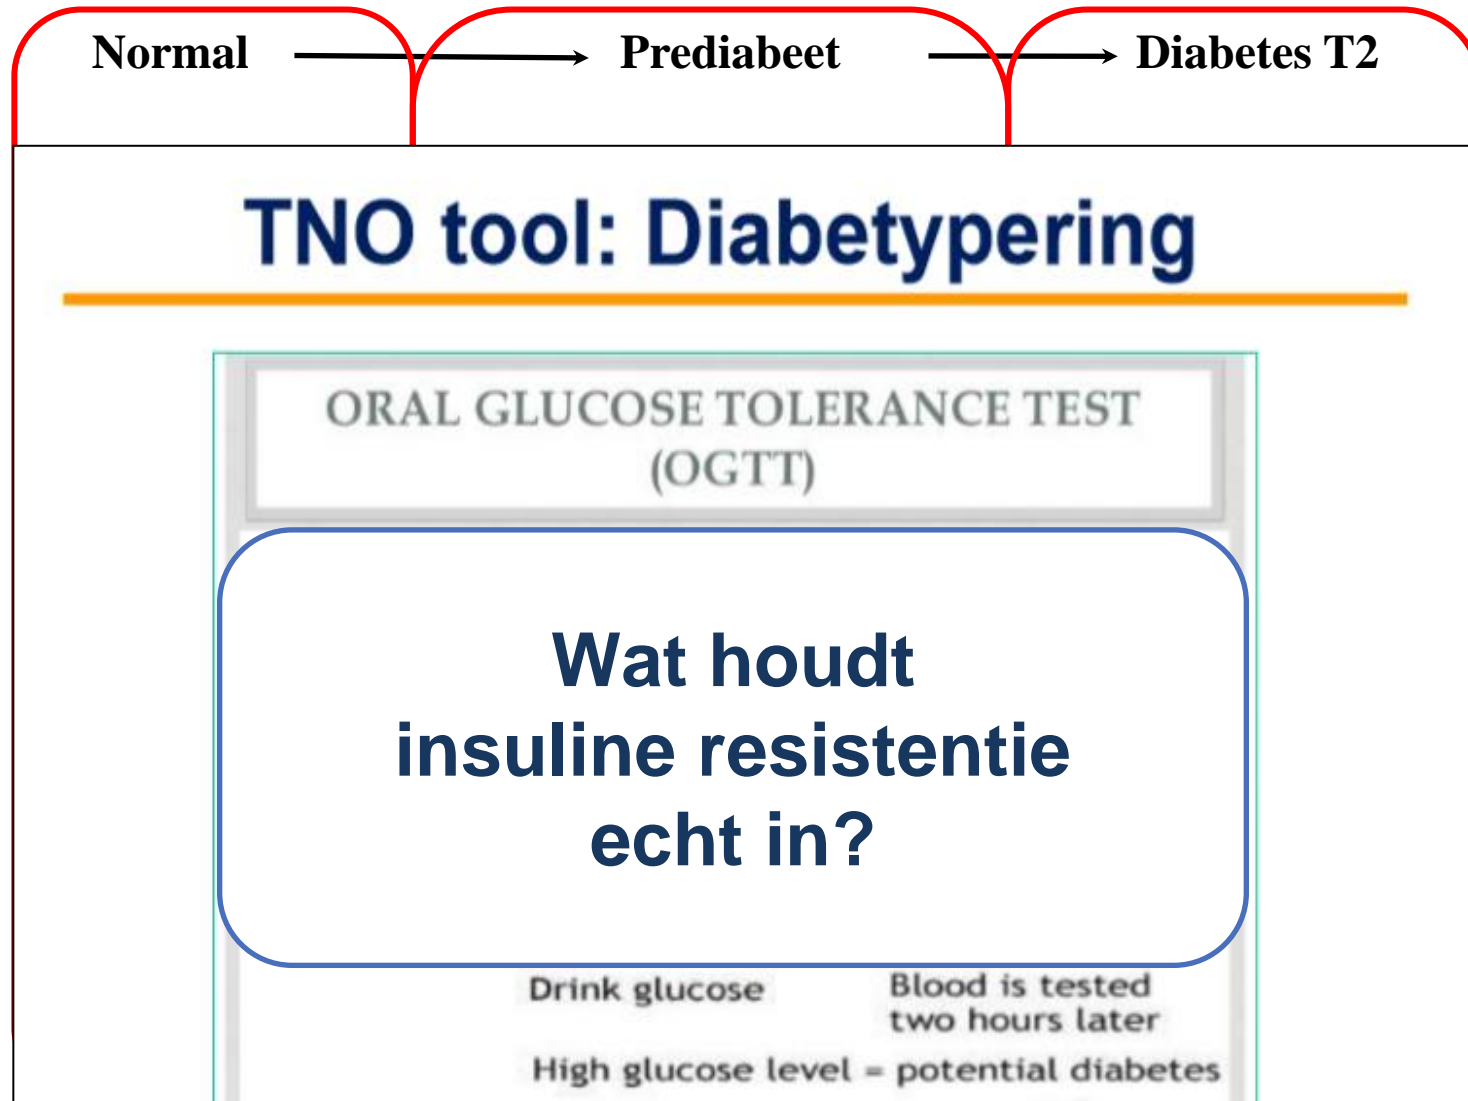 Normal Prediabeet Diabetes T2
TNO tool: Diabetypering
ORAL GLUCOSE TOLERANCE TEST
(OGTT)
Wat houdt
insuline resistentie
echt in?
Drink glucose Blood is tested
two hours later
High glucose level = potential diabetes